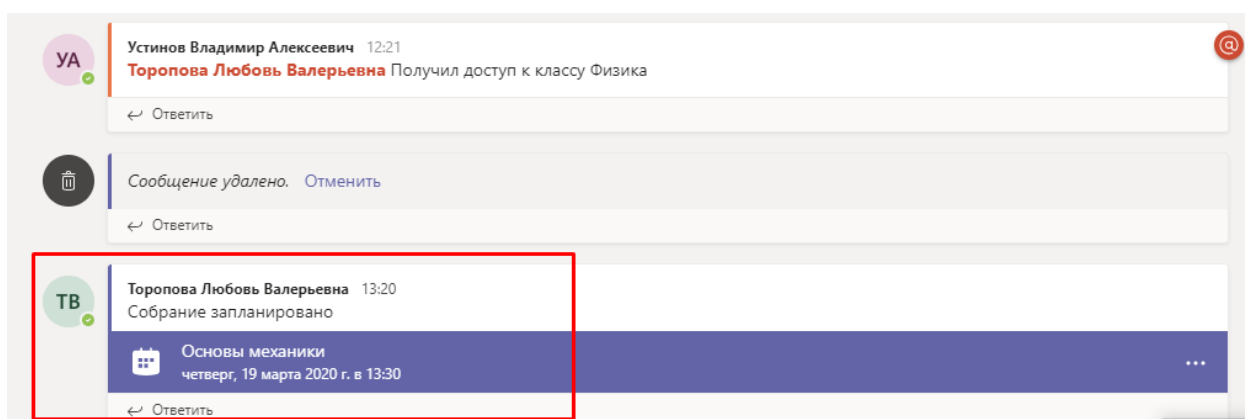 УА
Устинов Владимир Алексеевич 12:21
@
Торопова Любовь Валерьевна Получил доступ к классу Физика
Ответить
Сообщение удалено. Отменить
Ответить
ТВ
Торопова Любовь Валерьевна 13:20
Собрание запланировано
Основы механики
четверг, 19 марта 2020 г. в 13:30
...
Ответить